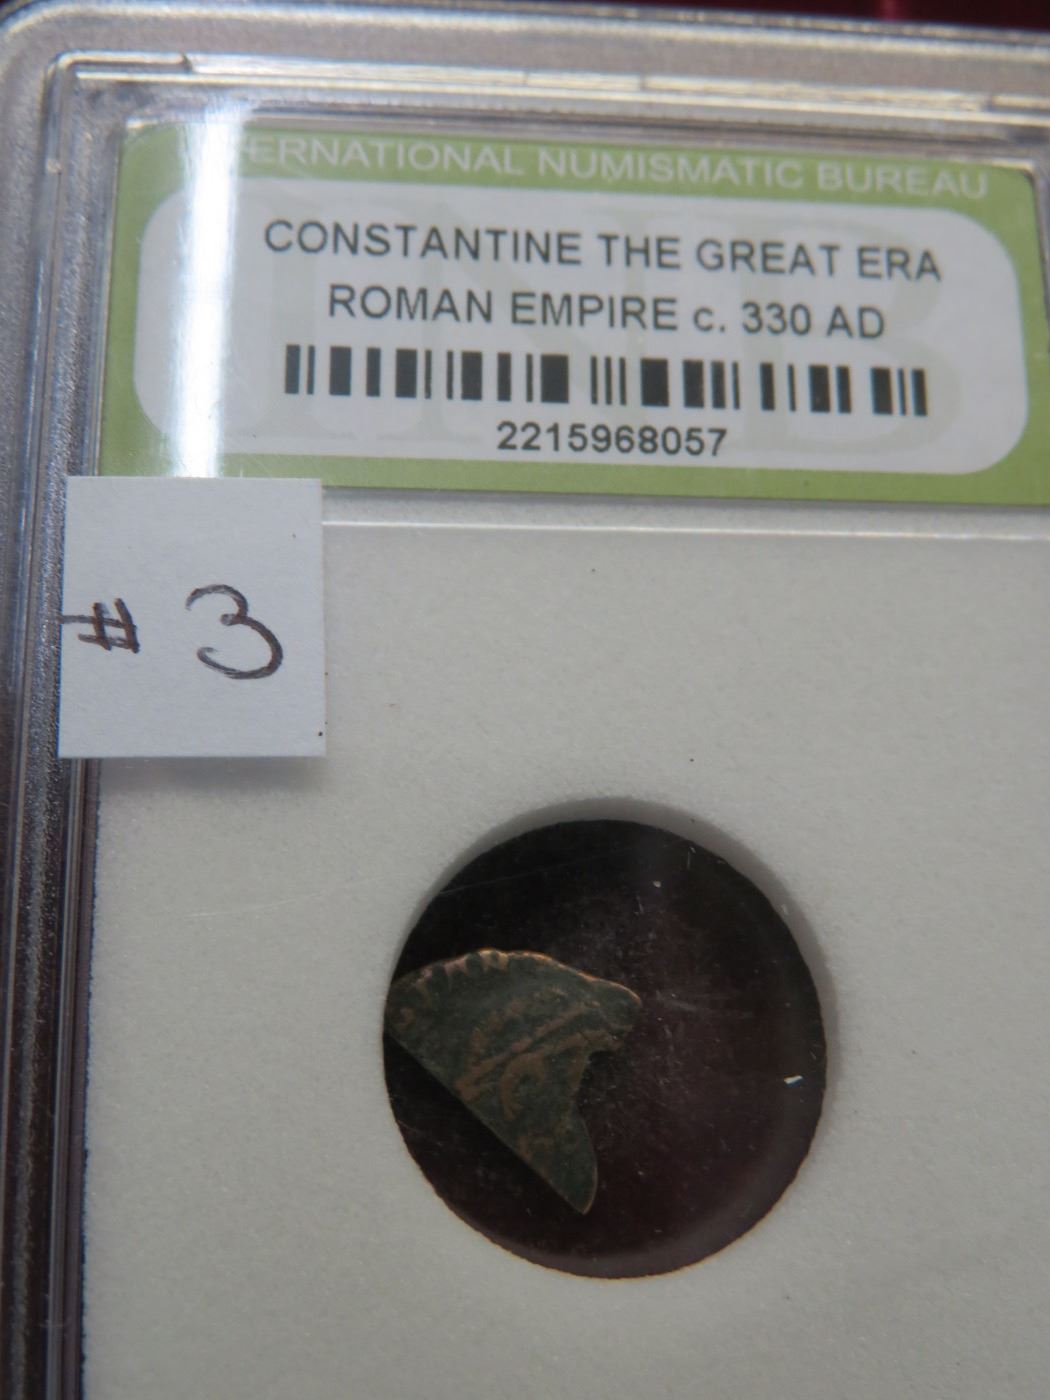 ERNATIONAL NUMISMATIC BUREAU
CONSTANTINE THE GREAT ERA
ROMAN EMPIRE c. 330 AD
2215968057
# 3